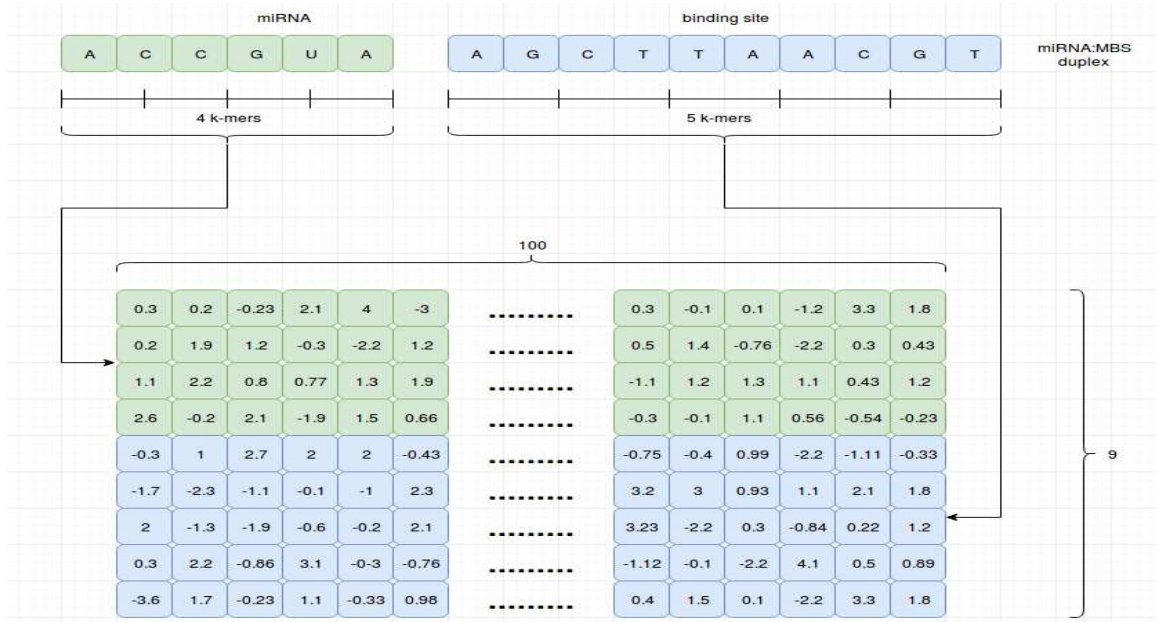 miRNA binding site
A C C G U A A G C T T A A C G T miRNA:MBS
duplex
4 k-mers 5 k-mers
100
0.3 0.2 -0.23 2.1 4 -3 ......... 0.3 -0.1 0.1 -1.2 3.3 1.8
0.2 1.9 1.2 -0.3 -2.2 1.2 ......... 0.5 1.4 -0.76 -2.2 0.3 0.43
1.1 2.2 0.8 0.77 1.3 1.9 ......... -1.1 1.2 1.3 1.1 0.43 1.2
2.6 -0.2 2.1 -1.9 1.5 0.66 ......... -0.3 -0.1 1.1 0.56 -0.54 -0.23
-0.3 1 2.7 2 2 -0.43 ......... -0.75 -0.4 0.99 -2.2 -1.11 -0.33 9
-1.7 -2.3 -1.1 -0.1 -1 2.3 ......... 3.2 3 0.93 1.1 2.1 1.8
2 -1.3 -1.9 -0.6 -0.2 2.1 ......... 3.23 -2.2 0.3 -0.84 0.22 1.2
0.3 2.2 -0.86 3.1 -0-3 -0.76 ......... -1.12 -0.1 -2.2 4.1 0.5 0.89
-3.6 1.7 -0.23 1.1 -0.33 0.98 ......... 0.4 1.5 0.1 -2.2 3.3 1.8